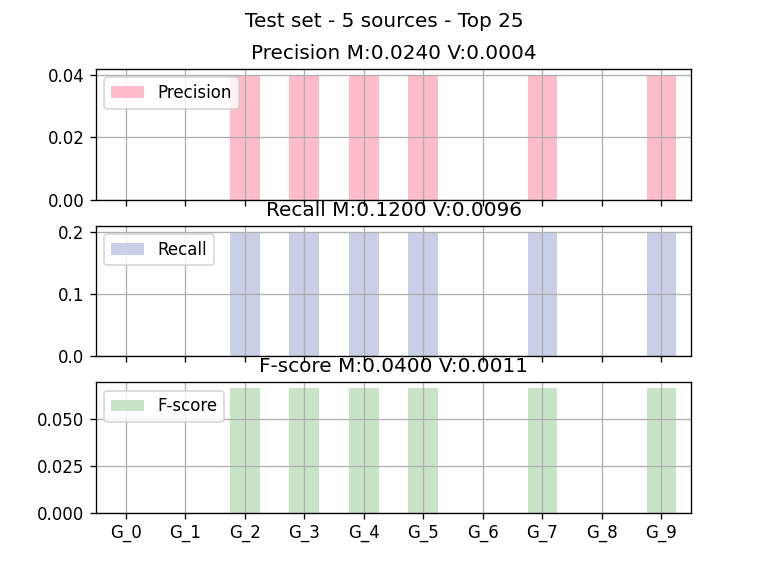 Test set - 5 sources - Top 25
Precision M:0.0240 V:0.0004
0.04
0.02
0.00
Precision
Recall M:0.1200 V:0.0096
0.2
0.1
0.0
Recall
F-score M:0.0400 V:0.0011
0.050
0.025
0.000
F-score
G_0 G_1 G_2 G_3 G_4 G_5 G_6 G_7 G_8 G_9